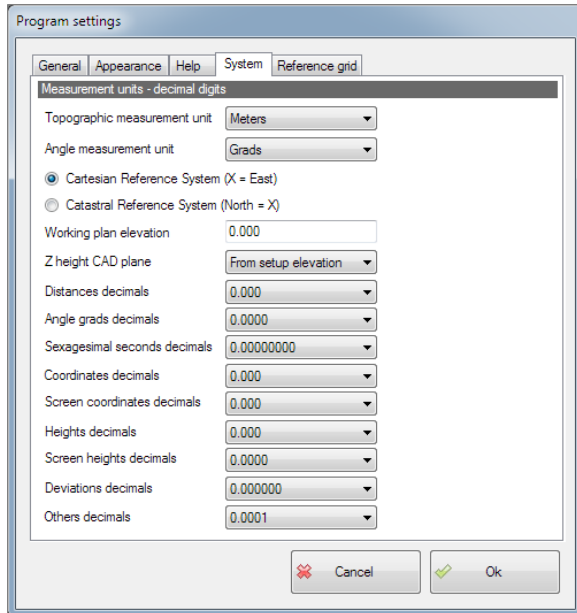 Program settings
General Appearance Help System Reference grid
Measurement units - decimal digits
Topographic measurement unit Meters
Angle measurement unit Grads
Cartesian Reference System (X = East)
Catastral Reference System (North = X)
Working plan elevation 0.000
Z height CAD plane From setup elevation
Distances decimals 0.000
Angle grads decimals 0.0000
Sexagesimal seconds decimals 0.00000000
Coordinates decimals 0.000
Screen coordinates decimals 0.000
Heights decimals 0.000
Screen heights decimals 0.0000
Deviations decimals 0.000000
Others decimals 0.0001
Cancel Ok